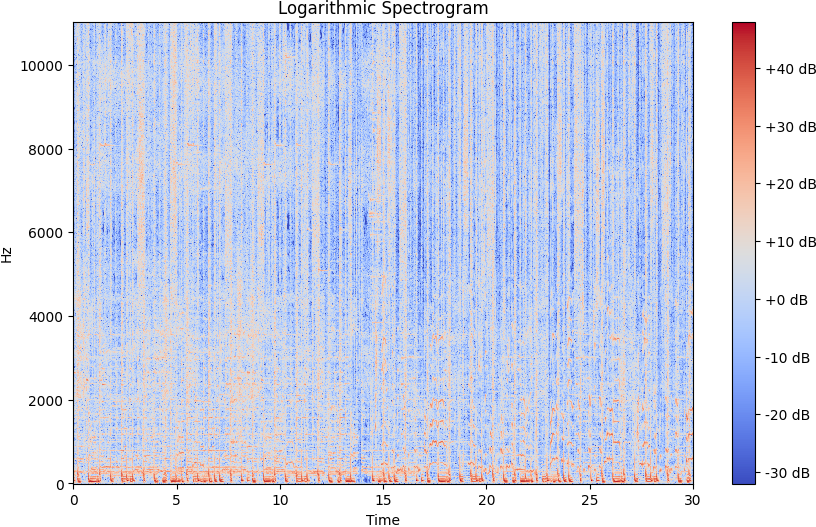 Logarithmic Spectrogram
Hz
10000
8000
6000
4000
2000
0
0 5 10 15 20 25 30
Time
+40 dB
+30 dB
+20 dB
+10 dB
+0 dB
-10 dB
-20 dB
-30 dB